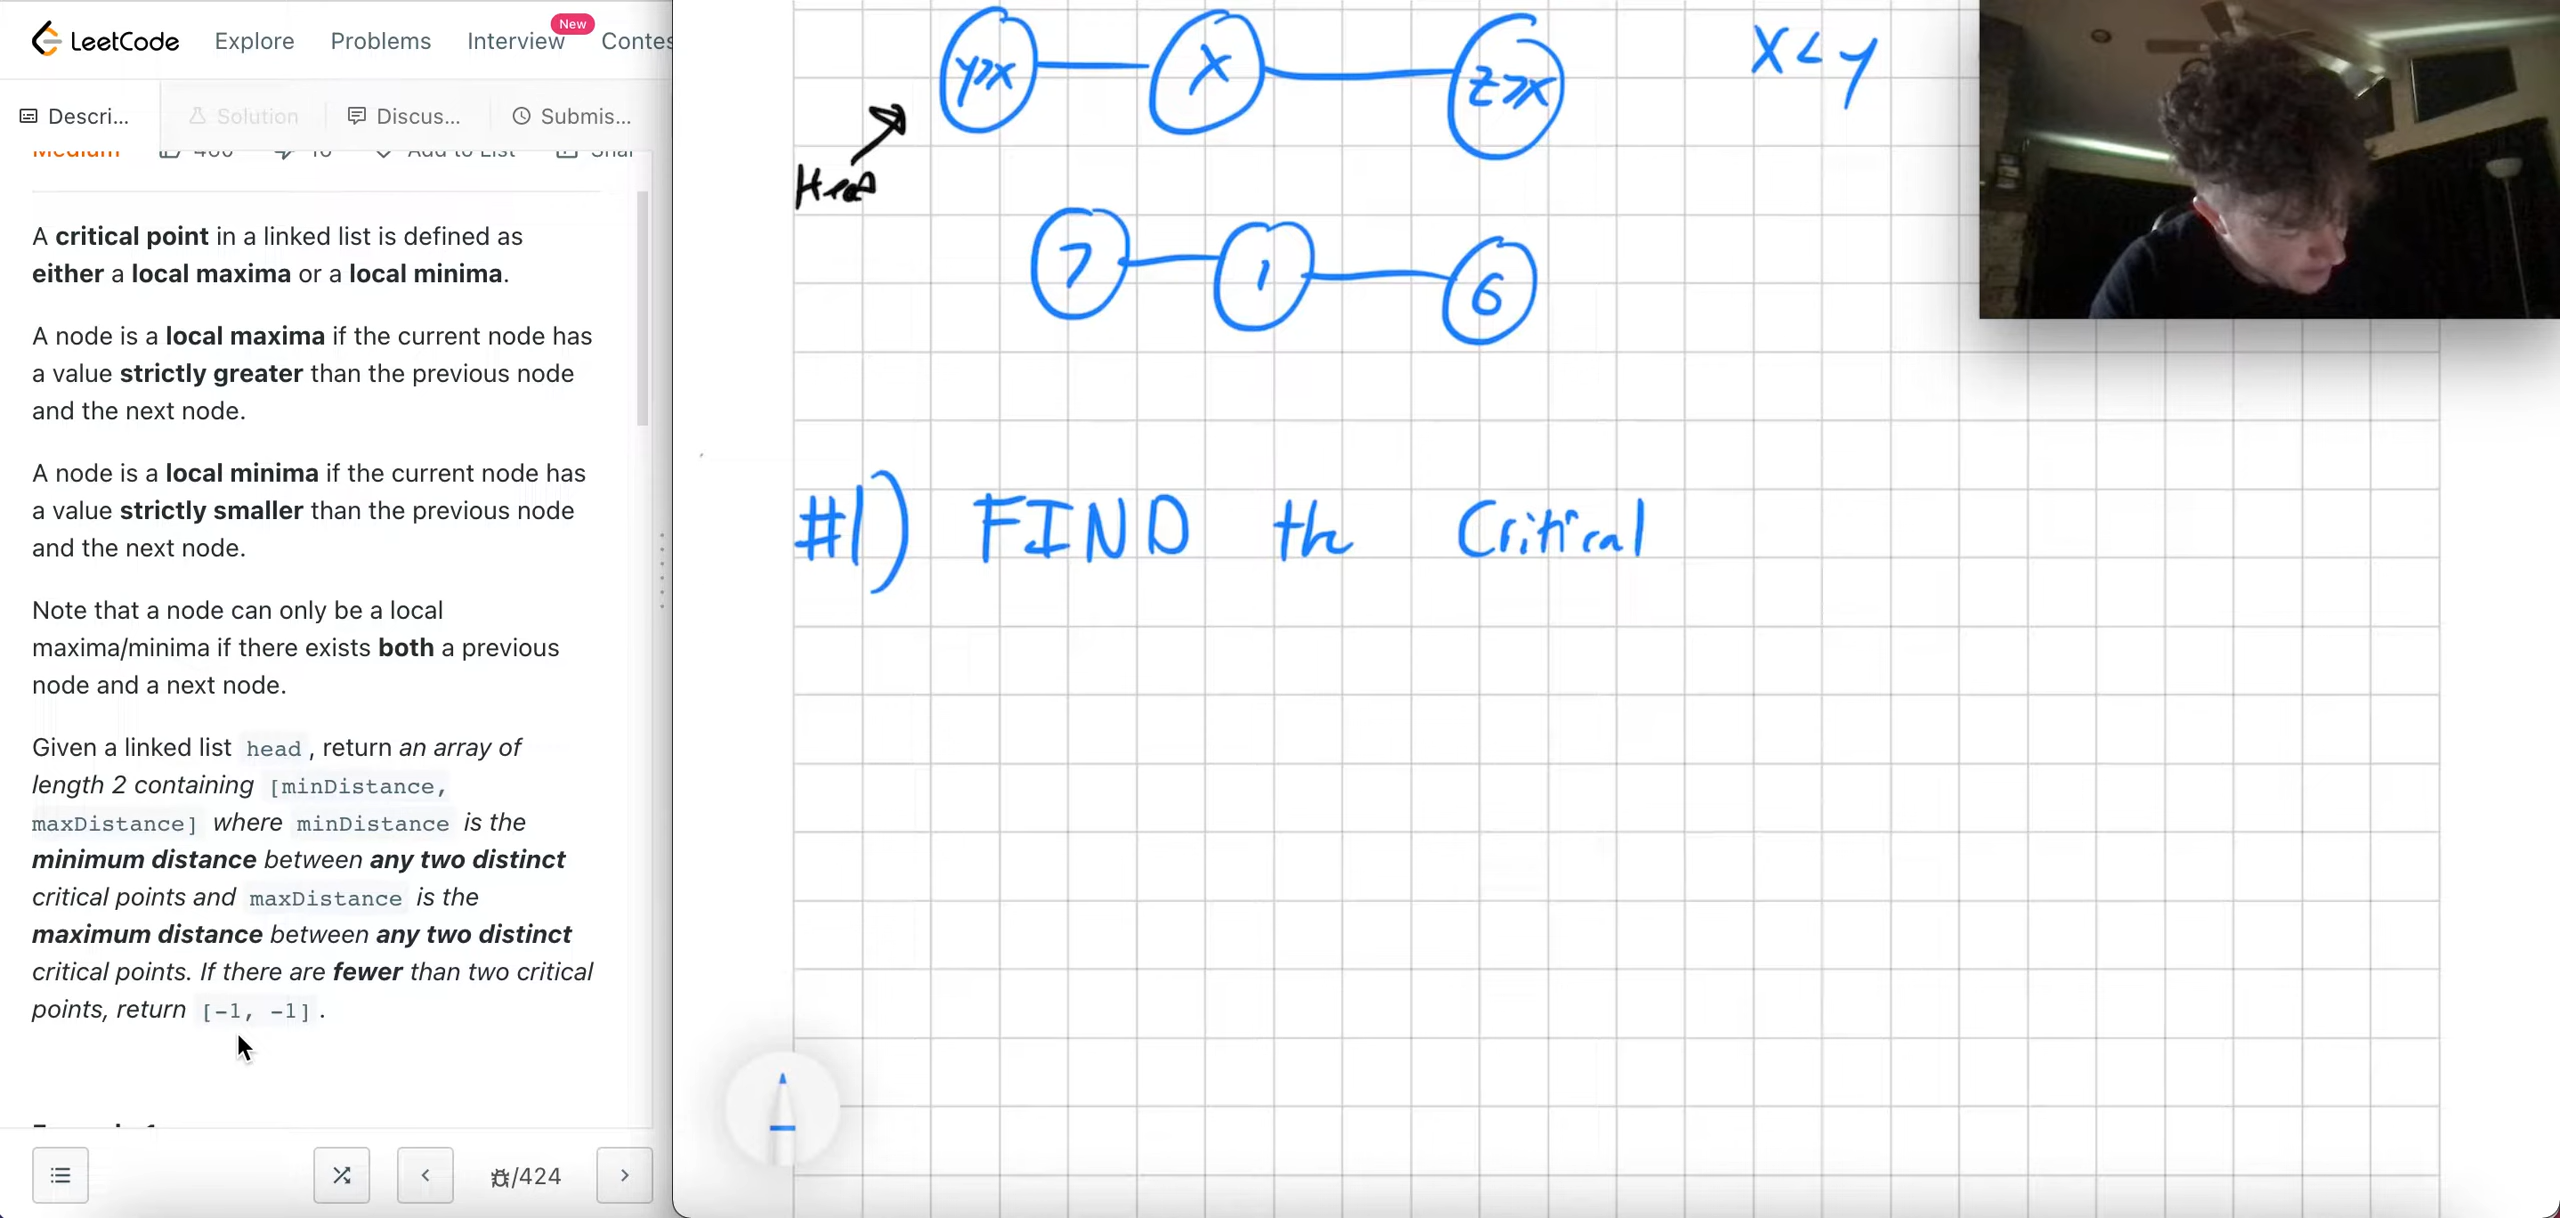 LeetCode Explore Problems Interview New Contes
Descri... Solution Discus... Submis...
Medium 460 Add to List Shar
A critical point in a linked list is defined as
either a local maxima or a local minima.
A node is a local maxima if the current node has
a value strictly greater than the previous node
and the next node.
A node is a local minima if the current node has
a value strictly smaller than the previous node
and the next node.
Note that a node can only be a local
maxima/minima if there exists both a previous
node and a next node.
Given a linked list head , return an array of
length 2 containing [minDistance,
maxDistance] where minDistance is the
minimum distance between any two distinct
critical points and maxDistance is the
maximum distance between any two distinct
critical points. If there are fewer than two critical
points, return [-1, -1] .
/424
y>x x z>x x<y
Head
7 1 6
#1) FIND the Critical